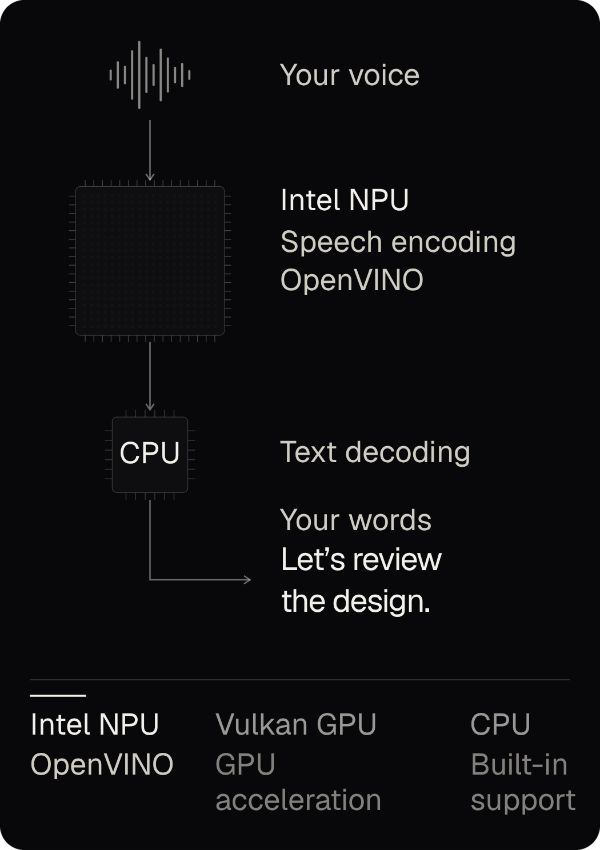 Your voice
Intel NPU
Speech encoding
OpenVINO
CPU
Text decoding
Your words
Let’s review
the design.
Intel NPU
OpenVINO
Vulkan GPU
GPU
acceleration
CPU
Built-in
support